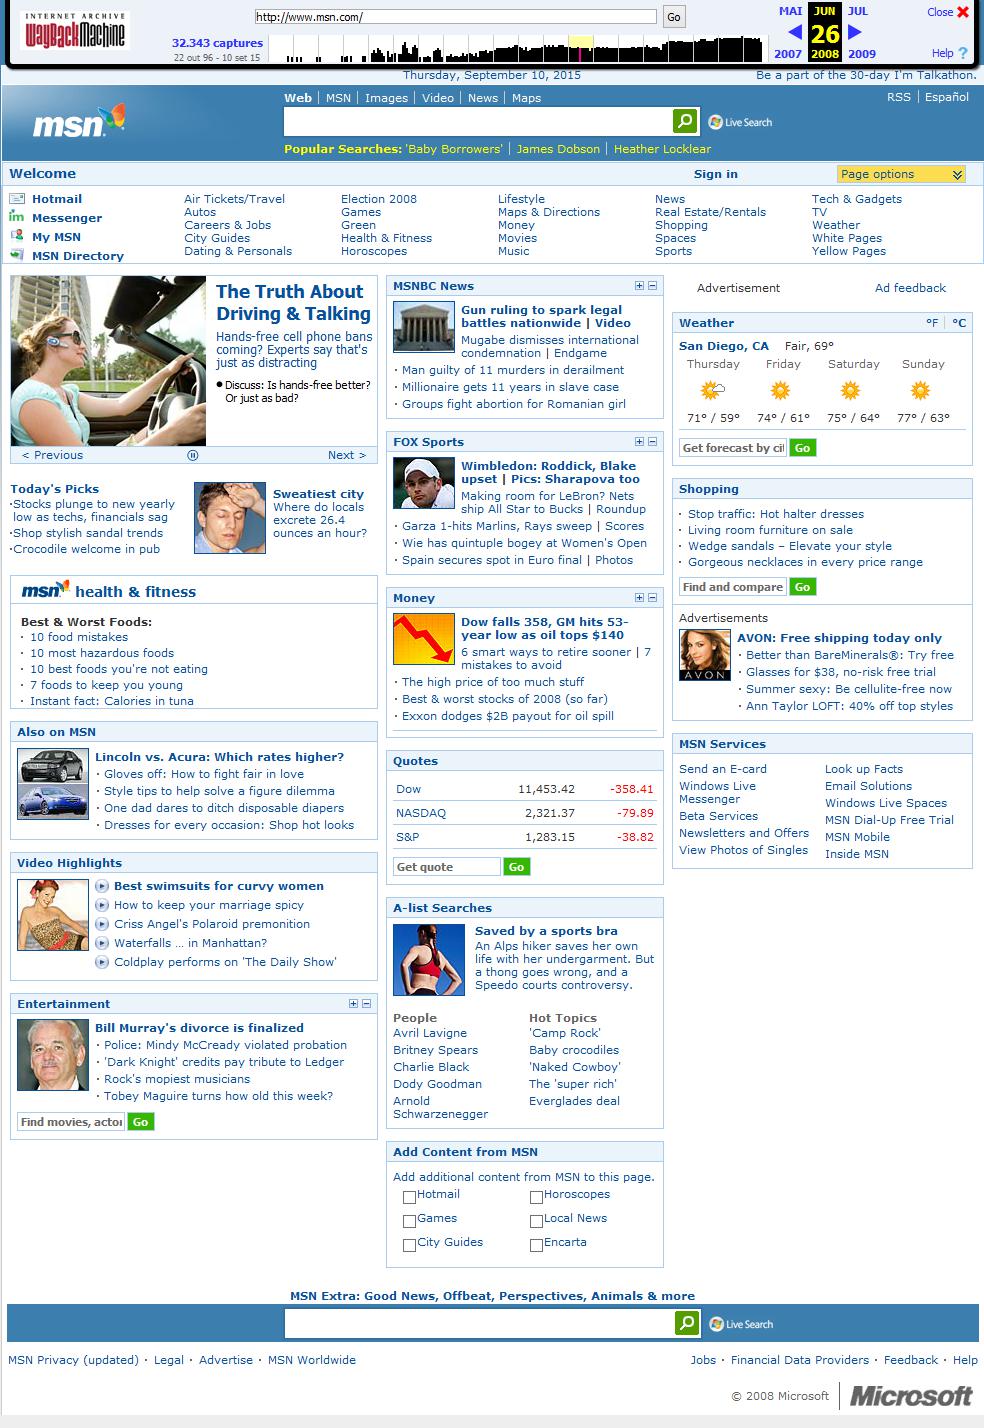 INTERNET ARCHIVE
WayBackMachine
http://www.msn.com/
Go
32.343 captures
22 out 96 - 10 set 15
MAI JUN JUL
26
2007 2008 2009
Close
Help ?
Thursday, September 10, 2015
Be a part of the 30-day I'm Talkathon.
msn
Web | MSN | Images | Video | News | Maps
RSS | Español
Live Search
Popular Searches: 'Baby Borrowers' | James Dobson | Heather Locklear
Welcome
Sign in
Page options
Hotmail
Messenger
My MSN
MSN Directory
Air Tickets/Travel
Autos
Careers & Jobs
City Guides
Dating & Personals
Election 2008
Games
Green
Health & Fitness
Horoscopes
Lifestyle
Maps & Directions
Money
Movies
Music
News
Real Estate/Rentals
Shopping
Spaces
Sports
Tech & Gadgets
TV
Weather
White Pages
Yellow Pages
The Truth About
Driving & Talking
Hands-free cell phone bans
coming? Experts say that's
just as distracting
• Discuss: Is hands-free better?
Or just as bad?
< Previous
Next >
Today's Picks
·Stocks plunge to new yearly
low as techs, financials sag
·Shop stylish sandal trends
·Crocodile welcome in pub
Sweatiest city
Where do locals
excrete 26.4
ounces an hour?
msn health & fitness
Best & Worst Foods:
· 10 food mistakes
· 10 most hazardous foods
· 10 best foods you're not eating
· 7 foods to keep you young
· Instant fact: Calories in tuna
Also on MSN
Lincoln vs. Acura: Which rates higher?
· Gloves off: How to fight fair in love
· Style tips to help solve a figure dilemma
· One dad dares to ditch disposable diapers
· Dresses for every occasion: Shop hot looks
Video Highlights
Best swimsuits for curvy women
How to keep your marriage spicy
Criss Angel's Polaroid premonition
Waterfalls ... in Manhattan?
Coldplay performs on 'The Daily Show'
Entertainment
Bill Murray's divorce is finalized
· Police: Mindy McCready violated probation
· 'Dark Knight' credits pay tribute to Ledger
· Rock's mopiest musicians
· Tobey Maguire turns how old this week?
Find movies, acto
Go
MSNBC News
Gun ruling to spark legal
battles nationwide | Video
Mugabe dismisses international
condemnation | Endgame
· Man guilty of 11 murders in derailment
· Millionaire gets 11 years in slave case
· Groups fight abortion for Romanian girl
FOX Sports
Wimbledon: Roddick, Blake
upset | Pics: Sharapova too
Making room for LeBron? Nets
ship All Star to Bucks | Roundup
· Garza 1-hits Marlins, Rays sweep | Scores
· Wie has quintuple bogey at Women's Open
· Spain secures spot in Euro final | Photos
Money
Dow falls 358, GM hits 53-
year low as oil tops $140
6 smart ways to retire sooner | 7
mistakes to avoid
· The high price of too much stuff
· Best & worst stocks of 2008 (so far)
· Exxon dodges $2B payout for oil spill
Quotes
Dow 11,453.42 -358.41
NASDAQ 2,321.37 -79.89
S&P 1,283.15 -38.82
Get quote
Go
A-list Searches
Saved by a sports bra
An Alps hiker saves her own
life with her undergarment. But
a thong goes wrong, and a
Speedo courts controversy.
People
Avril Lavigne
Britney Spears
Charlie Black
Dody Goodman
Arnold
Schwarzenegger
Hot Topics
'Camp Rock'
Baby crocodiles
'Naked Cowboy'
The 'super rich'
Everglades deal
Add Content from MSN
Add additional content from MSN to this page.
Hotmail
Horoscopes
Games
Local News
City Guides
Encarta
Advertisement
Ad feedback
Weather
°F | °C
San Diego, CA Fair, 69°
Thursday Friday Saturday Sunday
71° / 59° 74° / 61° 75° / 64° 77° / 63°
Get forecast by cit
Go
Shopping
· Stop traffic: Hot halter dresses
· Living room furniture on sale
· Wedge sandals – Elevate your style
· Gorgeous necklaces in every price range
Find and compare
Go
Advertisements
AVON
AVON: Free shipping today only
· Better than BareMinerals®: Try free
· Glasses for $38, no-risk free trial
· Summer sexy: Be cellulite-free now
· Ann Taylor LOFT: 40% off top styles
MSN Services
Send an E-card
Windows Live
Messenger
Beta Services
Newsletters and Offers
View Photos of Singles
Look up Facts
Email Solutions
Windows Live Spaces
MSN Dial-Up Free Trial
MSN Mobile
Inside MSN
MSN Extra: Good News, Offbeat, Perspectives, Animals & more
Live Search
MSN Privacy (updated) · Legal · Advertise · MSN Worldwide
Jobs · Financial Data Providers · Feedback · Help
© 2008 Microsoft
Microsoft